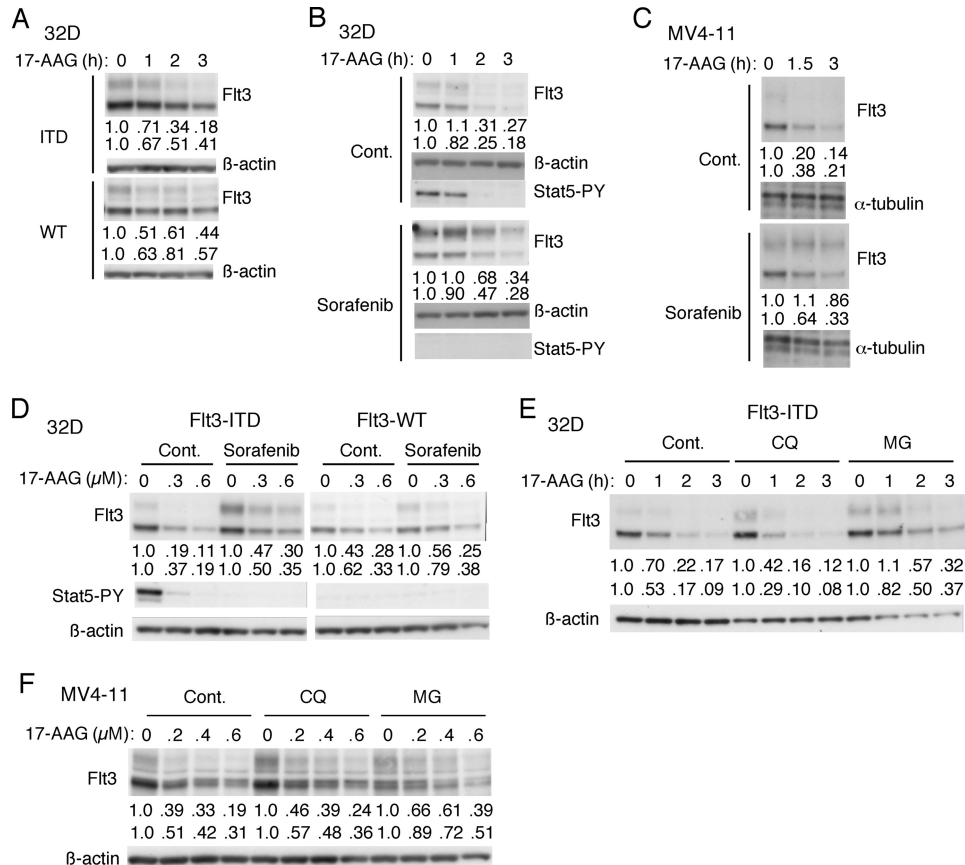 A
32D
17-AAG (h): 0 1 2 3
Flt3
ITD
1.0 .71 .34 .18
1.0 .67 .51 .41
ß-actin
Flt3
WT
1.0 .51 .61 .44
1.0 .63 .81 .57
ß-actin
B
32D
17-AAG (h): 0 1 2 3
Flt3
Cont.
1.0 1.1 .31 .27
1.0 .82 .25 .18
ß-actin
Stat5-PY
Flt3
Sorafenib
1.0 1.0 .68 .34
1.0 .90 .47 .28
ß-actin
Stat5-PY
C
MV4-11
17-AAG (h): 0 1.5 3
Flt3
Cont.
1.0 .20 .14
1.0 .38 .21
α-tubulin
Flt3
Sorafenib
1.0 1.1 .86
1.0 .64 .33
α-tubulin
D
32D
Flt3-ITD Flt3-WT
Cont. Sorafenib Cont. Sorafenib
17-AAG (µM): 0 .3 .6 0 .3 .6 0 .3 .6 0 .3 .6
Flt3
1.0 .19 .11 1.0 .47 .30 1.0 .43 .28 1.0 .56 .25
1.0 .37 .19 1.0 .50 .35 1.0 .62 .33 1.0 .79 .38
Stat5-PY
ß-actin
E
32D
Flt3-ITD
Cont. CQ MG
17-AAG (h): 0 1 2 3 0 1 2 3 0 1 2 3
Flt3
1.0 .70 .22 .17 1.0 .42 .16 .12 1.0 1.1 .57 .32
1.0 .53 .17 .09 1.0 .29 .10 .08 1.0 .82 .50 .37
ß-actin
F
MV4-11
Cont. CQ MG
17-AAG (µM): 0 .2 .4 .6 0 .2 .4 .6 0 .2 .4 .6
Flt3
1.0 .39 .33 .19 1.0 .46 .39 .24 1.0 .66 .61 .39
1.0 .51 .42 .31 1.0 .57 .48 .36 1.0 .89 .72 .51
ß-actin